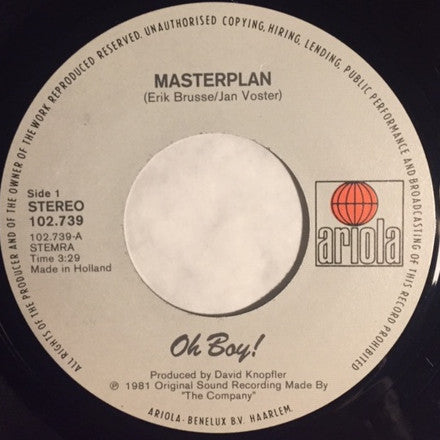 ALL RIGHTS OF THE PRODUCER AND OF THE OWNER OF THE WORK REPRODUCED RESERVED. UNAUTHORISED COPYING, HIRING, LENDING, PUBLIC PERFORMANCE AND BROADCASTING OF THIS RECORD PROHIBITED
MASTERPLAN
(Erik Brusse/Jan Voster)
Side 1
STEREO
102.739
102.739-A
STEMRA
Time 3:29
Made in Holland
ariola
Oh Boy!
Produced by David Knopfler
℗ 1981 Original Sound Recording Made By
"The Company"
ARIOLA-BENELUX B.V. HAARLEM.